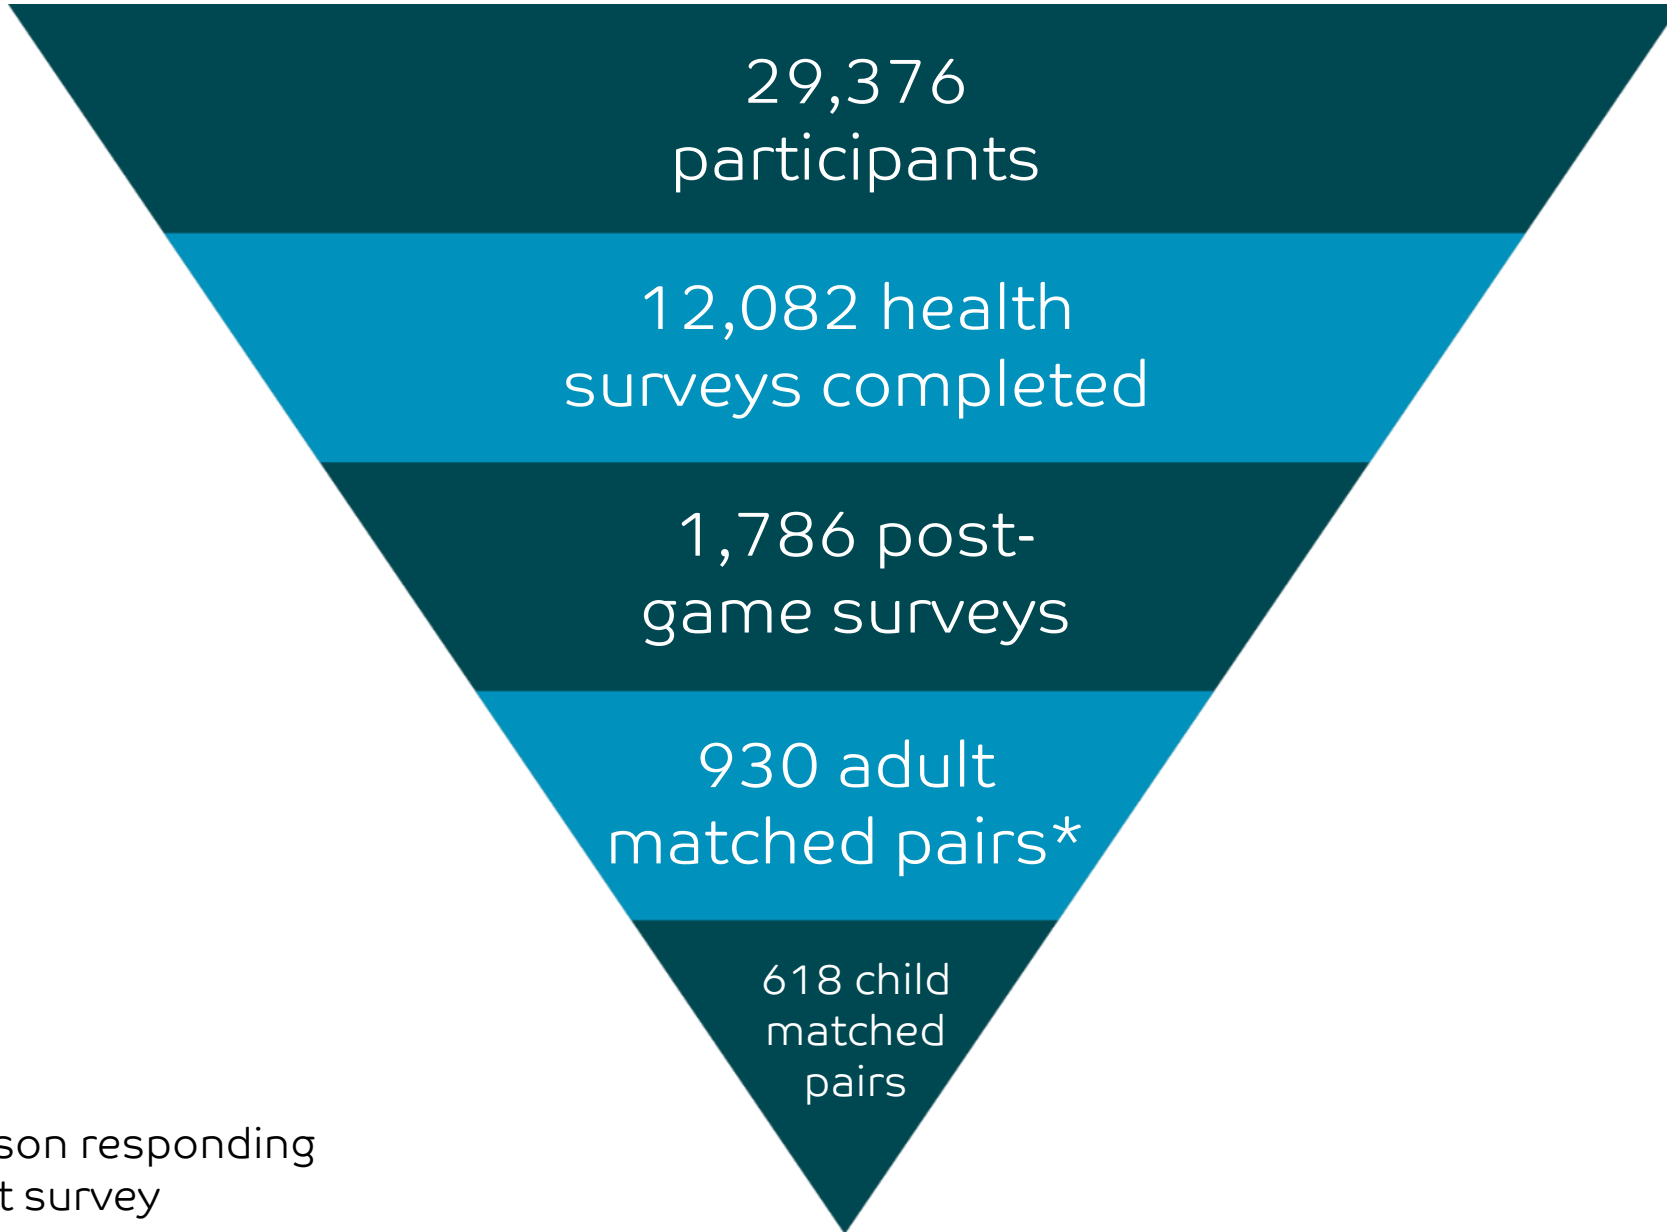 29,376
participants
12,082 health
surveys completed
1,786 post-
game surveys
930 adult
matched pairs*
618 child
matched
pairs
responding
survey